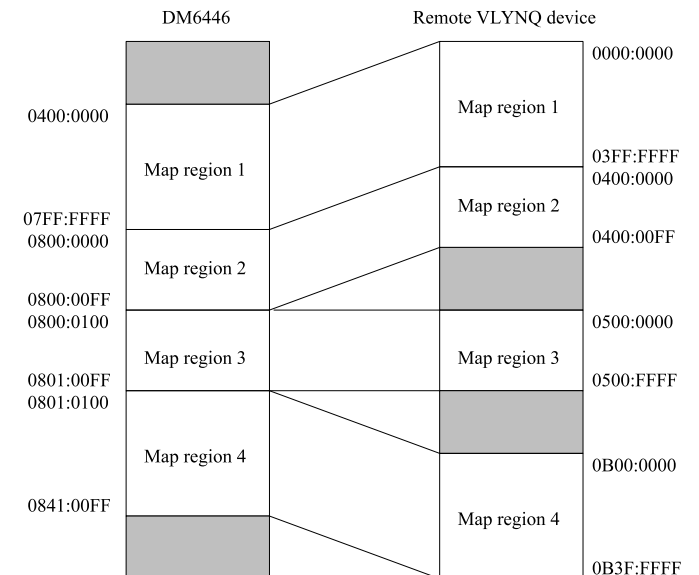 DM6446
Remote VLYNQ device
0000:0000
Map region 1
0400:0000
03FF:FFFF
Map region 1
0400:0000
Map region 2
07FF:FFFF
0800:0000
0400:00FF
Map region 2
0800:00FF
0800:0100
0500:0000
Map region 3
Map region 3
0801:00FF
0500:FFFF
0801:0100
Map region 4
0B00:0000
0841:00FF
Map region 4
0B3F:FFFF